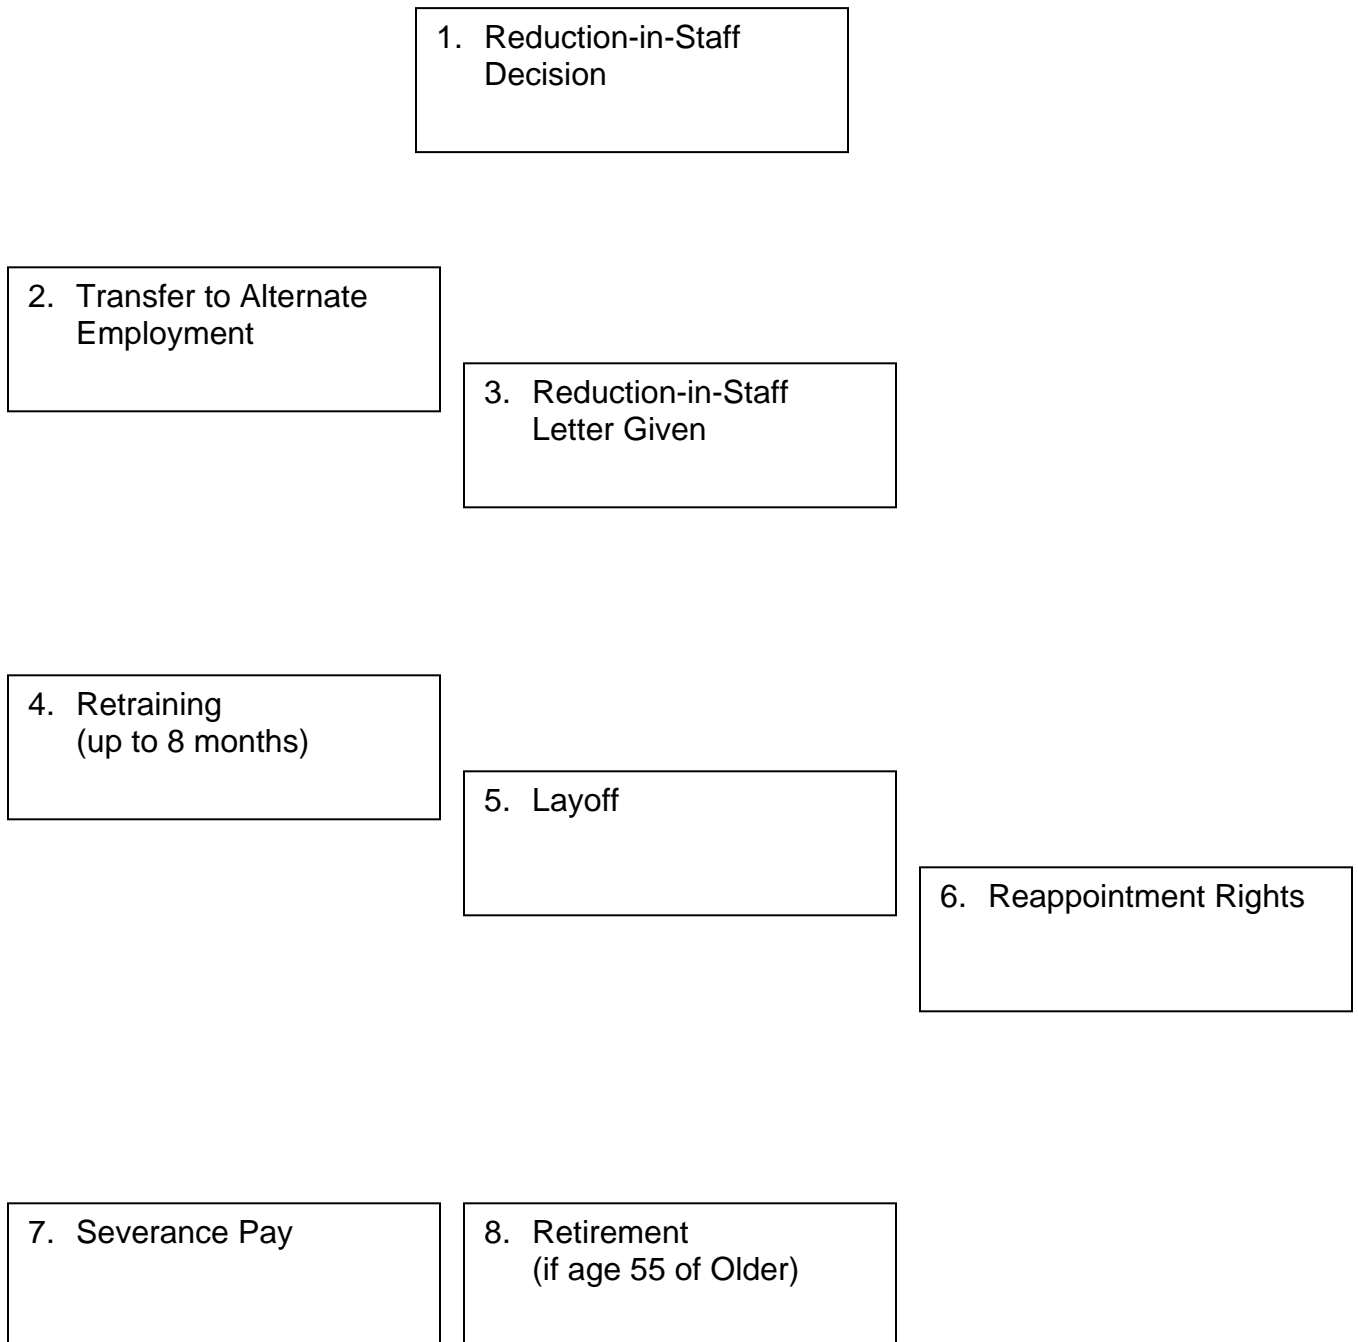 1. Reduction-in-Staff
Decision
2. Transfer to Alternate
Employment
3. Reduction-in-Staff
Letter Given
4. Retraining
(up to 8 months)
5. Layoff
6. Reappointment Rights
7. Severance Pay
8. Retirement
(if age 55 of Older)